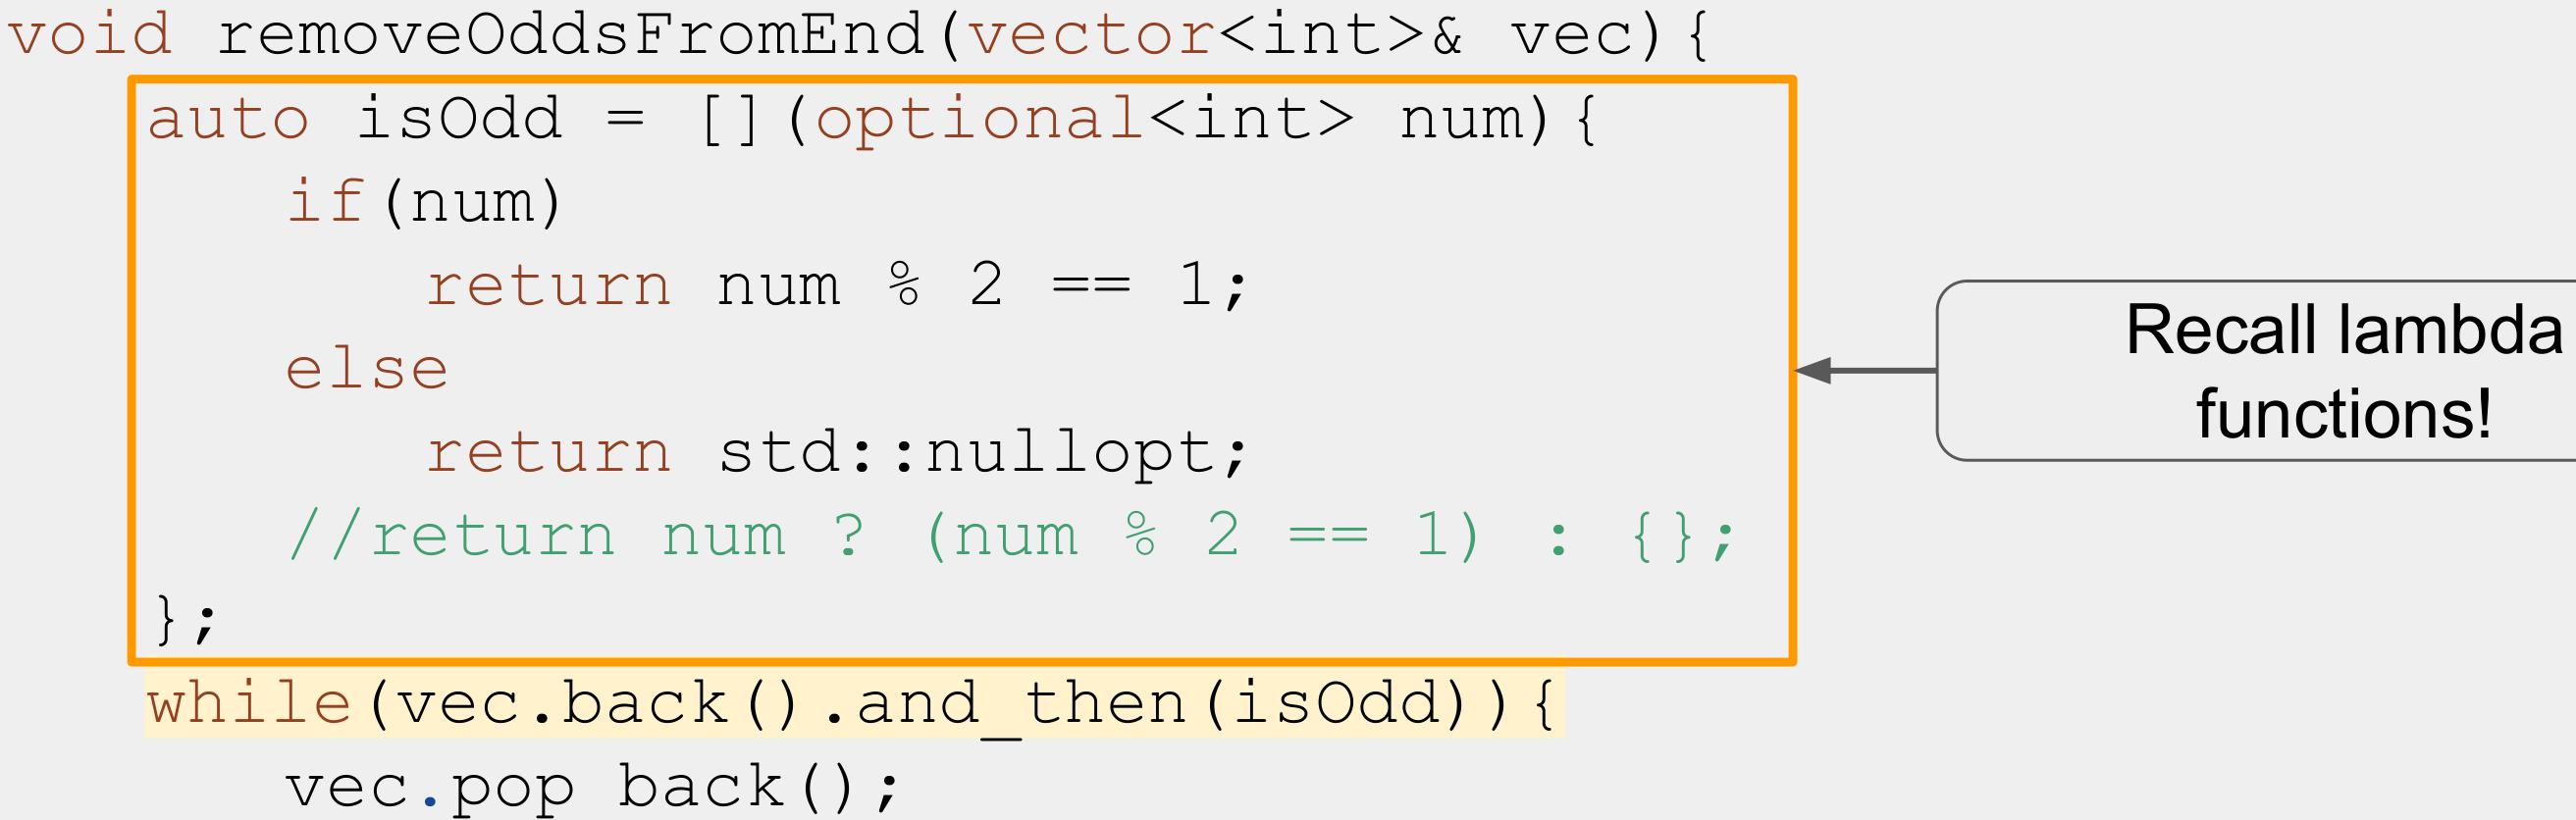 void removeOddsFromEnd(vector<int>& vec){
auto isOdd = [](optional<int> num){
if(num)
return num % 2 == 1;
else
return std::nullopt;
//return num ? (num % 2 == 1) : {};
};
while(vec.back().and_then(isOdd)){
vec.pop back();
Recall lambda
functions!